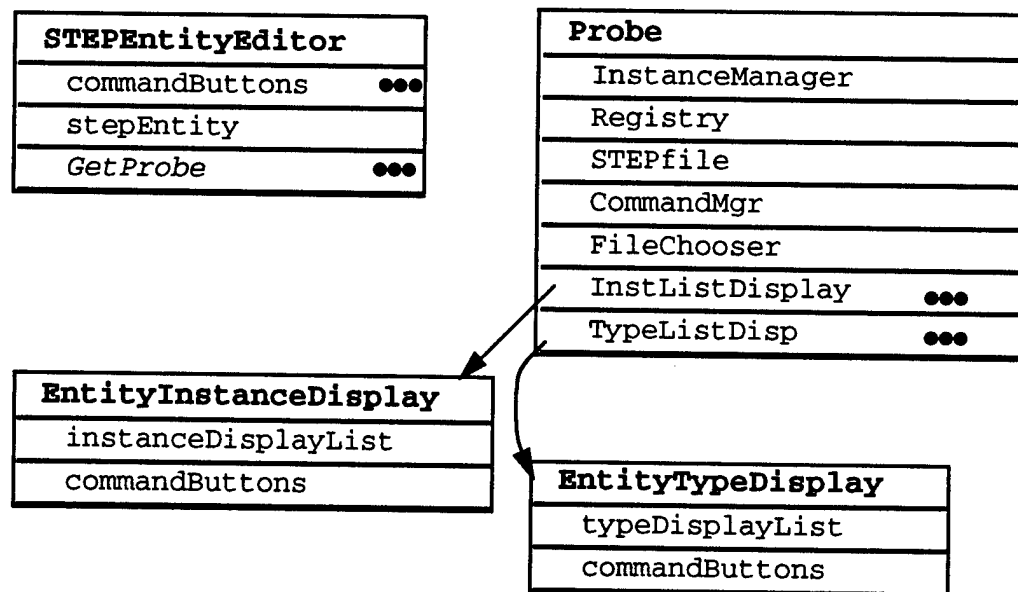 STEPEntityEditor
commandButtons •••
stepEntity
GetProbe •••
Probe
InstanceManager
Registry
STEPfile
CommandMgr
FileChooser
InstListDisplay •••
TypeListDisp •••
EntityInstanceDisplay
instanceDisplayList
commandButtons
EntityTypeDisplay
typeDisplayList
commandButtons